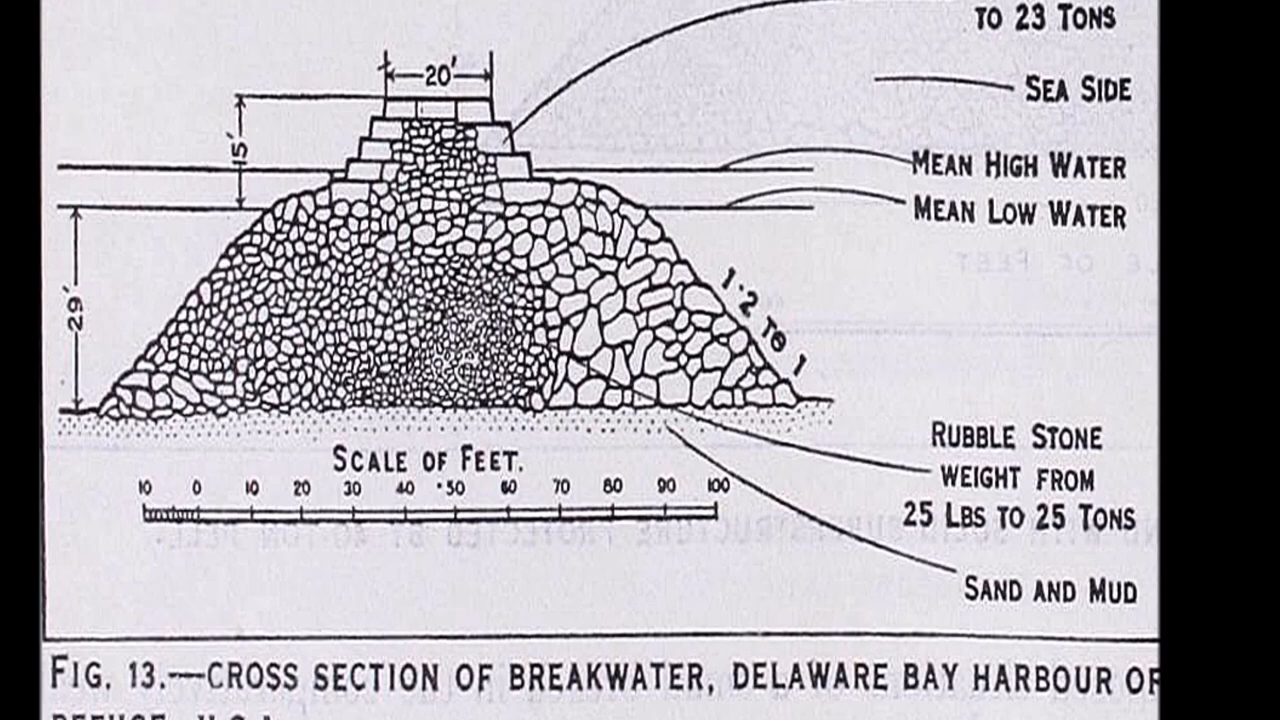 TO 23 TONS
20'
SEA SIDE
15'
MEAN HIGH WATER
MEAN LOW WATER
29'
1·2 TO 1
RUBBLE STONE
WEIGHT FROM
25 LBS TO 25 TONS
SCALE OF FEET.
10 0 10 20 30 40 50 60 70 80 90 100
SAND AND MUD
FIG. 13.—CROSS SECTION OF BREAKWATER, DELAWARE BAY HARBOUR OF